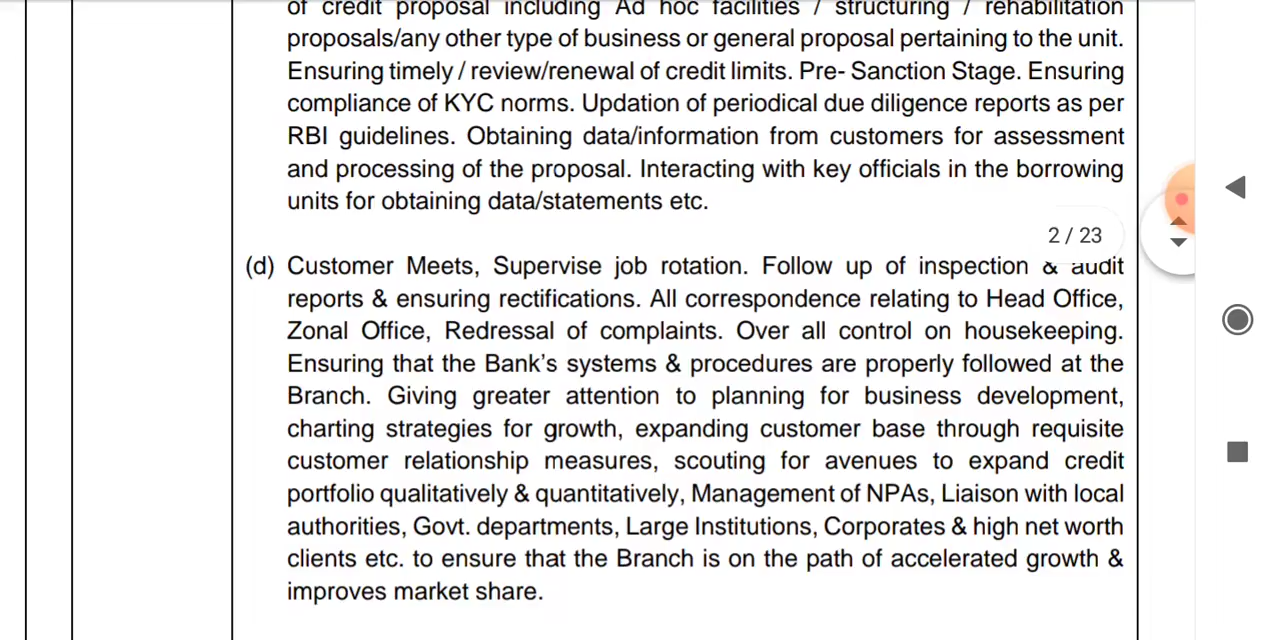 of credit proposal including Ad hoc facilities / structuring / rehabilitation
proposals/any other type of business or general proposal pertaining to the unit.
Ensuring timely / review/renewal of credit limits. Pre- Sanction Stage. Ensuring
compliance of KYC norms. Updation of periodical due diligence reports as per
RBI guidelines. Obtaining data/information from customers for assessment
and processing of the proposal. Interacting with key officials in the borrowing
units for obtaining data/statements etc.
2 / 23
(d) Customer Meets, Supervise job rotation. Follow up of inspection & audit
reports & ensuring rectifications. All correspondence relating to Head Office,
Zonal Office, Redressal of complaints. Over all control on housekeeping.
Ensuring that the Bank's systems & procedures are properly followed at the
Branch. Giving greater attention to planning for business development,
charting strategies for growth, expanding customer base through requisite
customer relationship measures, scouting for avenues to expand credit
portfolio qualitatively & quantitatively, Management of NPAs, Liaison with local
authorities, Govt. departments, Large Institutions, Corporates & high net worth
clients etc. to ensure that the Branch is on the path of accelerated growth &
improves market share.